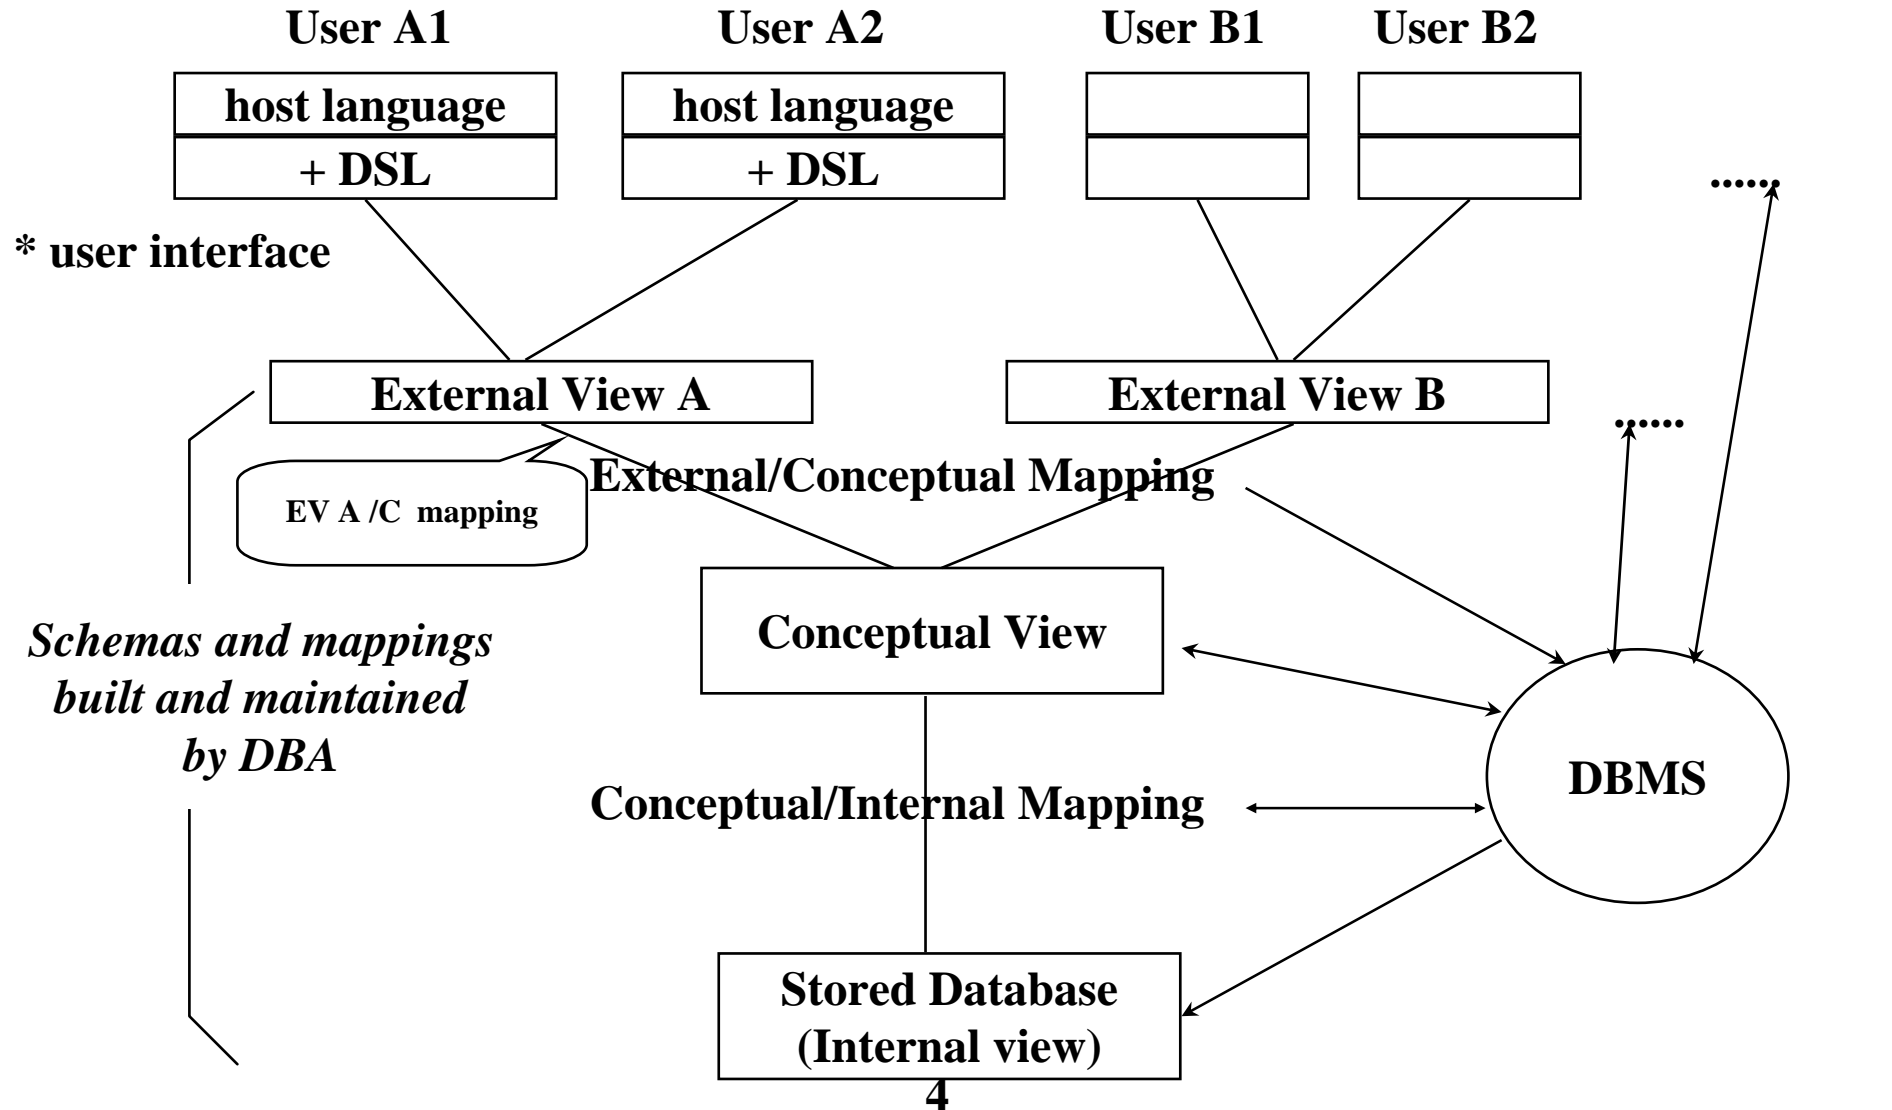 User A1 User A2 User B1 User B2
host language host language
+ DSL + DSL
......
* user interface
External View A External View B
......
External/Conceptual Mapping
EV A /C mapping
Conceptual View
Schemas and mappings
built and maintained
by DBA
DBMS
Conceptual/Internal Mapping
Stored Database
(Internal view)
4